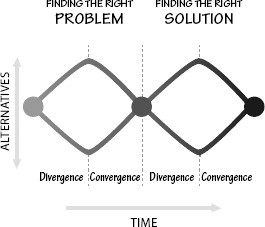 FINDING THE RIGHT
PROBLEM
FINDING THE RIGHT
SOLUTION
ALTERNATIVES
Divergence Convergence Divergence Convergence
TIME